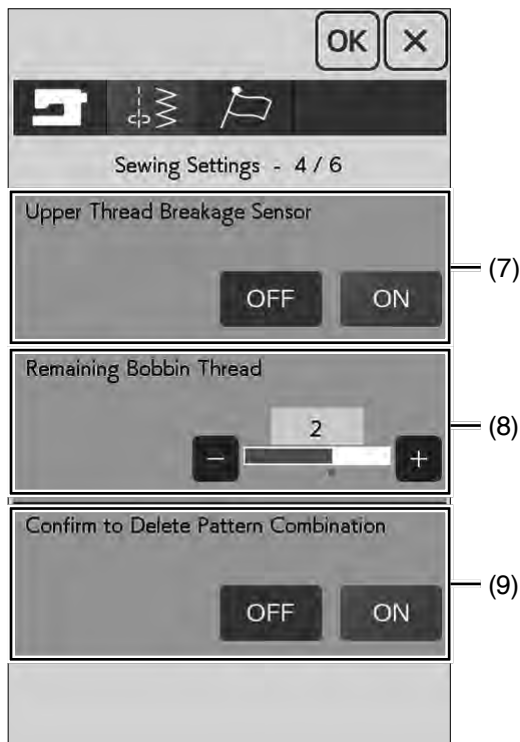 OK ×
Sewing Settings - 4 / 6
Upper Thread Breakage Sensor
(7)
OFF ON
Remaining Bobbin Thread
2
(8)
− +
Confirm to Delete Pattern Combination
(9)
OFF ON